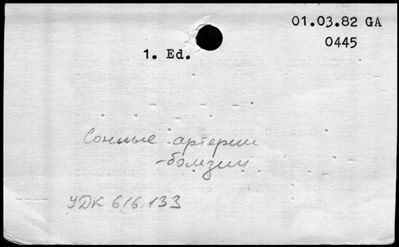 01.03.82 GA
0445
1. Ed.
Сонные артерии
-болезни
УДК 616.133